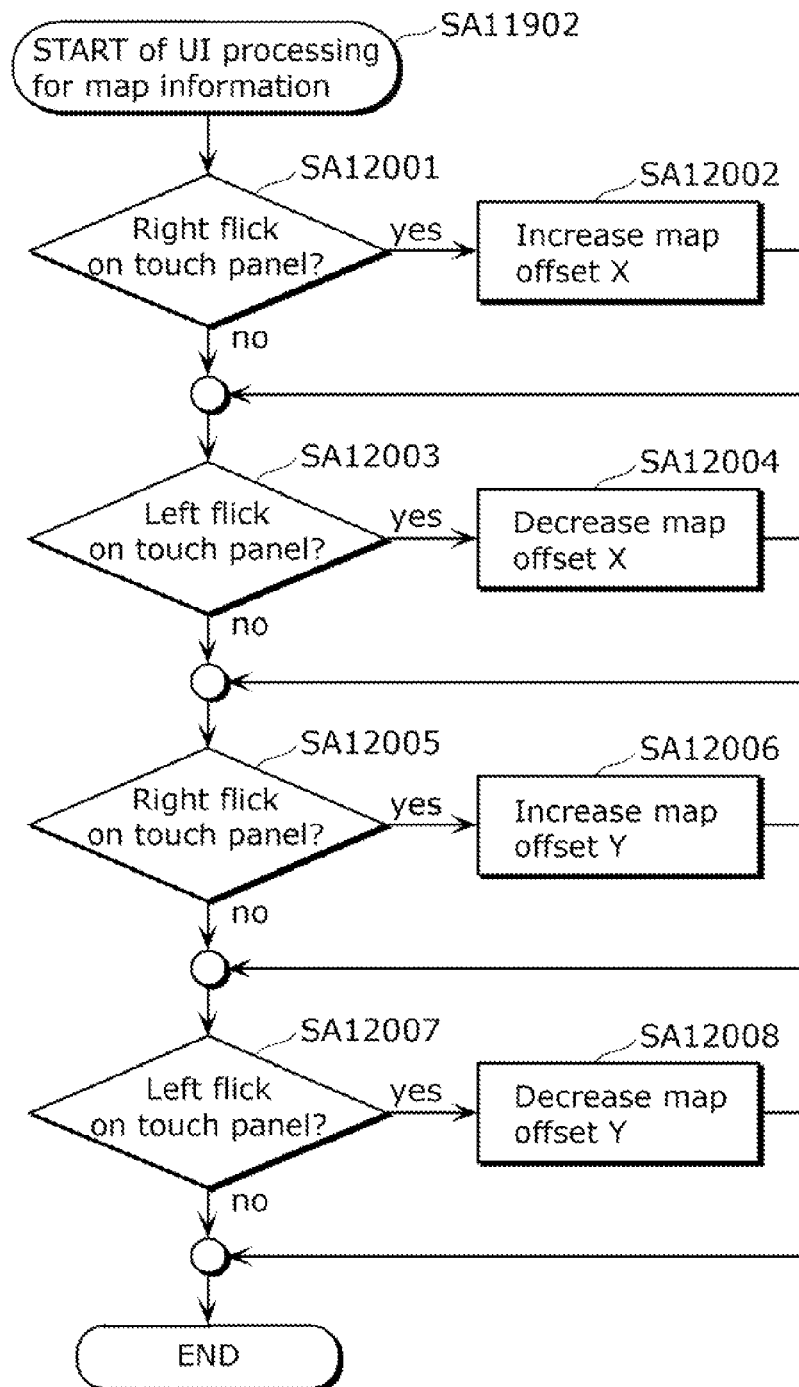 SA11902
START of UI processing
for map information
SA12001
Right flick
on touch panel?
yes
no
SA12002
Increase map
offset X
SA12003
Left flick
on touch panel?
yes
no
SA12004
Decrease map
offset X
SA12005
Right flick
on touch panel?
yes
no
SA12006
Increase map
offset Y
SA12007
Left flick
on touch panel?
yes
no
SA12008
Decrease map
offset Y
END